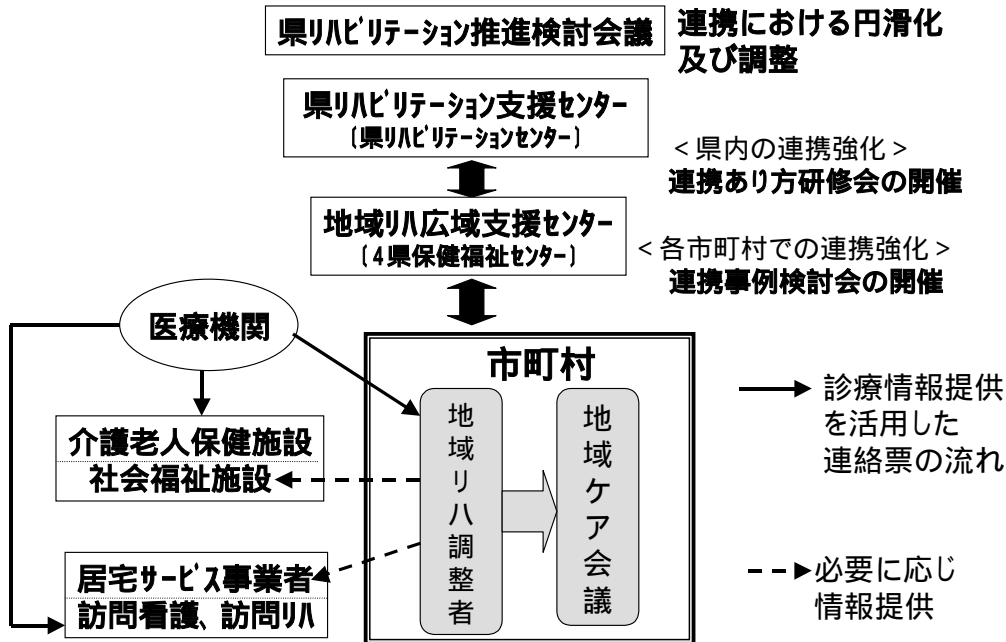 県ﾘﾊﾋﾞﾘﾃｰｼｮﾝ推進検討会議
連携における円滑化
及び調整
県ﾘﾊﾋﾞﾘﾃｰｼｮﾝ支援ｾﾝﾀｰ
(県ﾘﾊﾋﾞﾘﾃｰｼｮﾝｾﾝﾀｰ)
＜県内の連携強化＞
連携あり方研修会の開催
地域ﾘﾊ広域支援ｾﾝﾀｰ
(4県保健福祉ｾﾝﾀｰ)
＜各市町村での連携強化＞
連携事例検討会の開催
医療機関
市町村
地域リハ調整者
地域ケア会議
介護老人保健施設
社会福祉施設
居宅ｻｰﾋﾞｽ事業者
訪問看護、訪問ﾘﾊ
診療情報提供
を活用した
連絡票の流れ
必要に応じ
情報提供